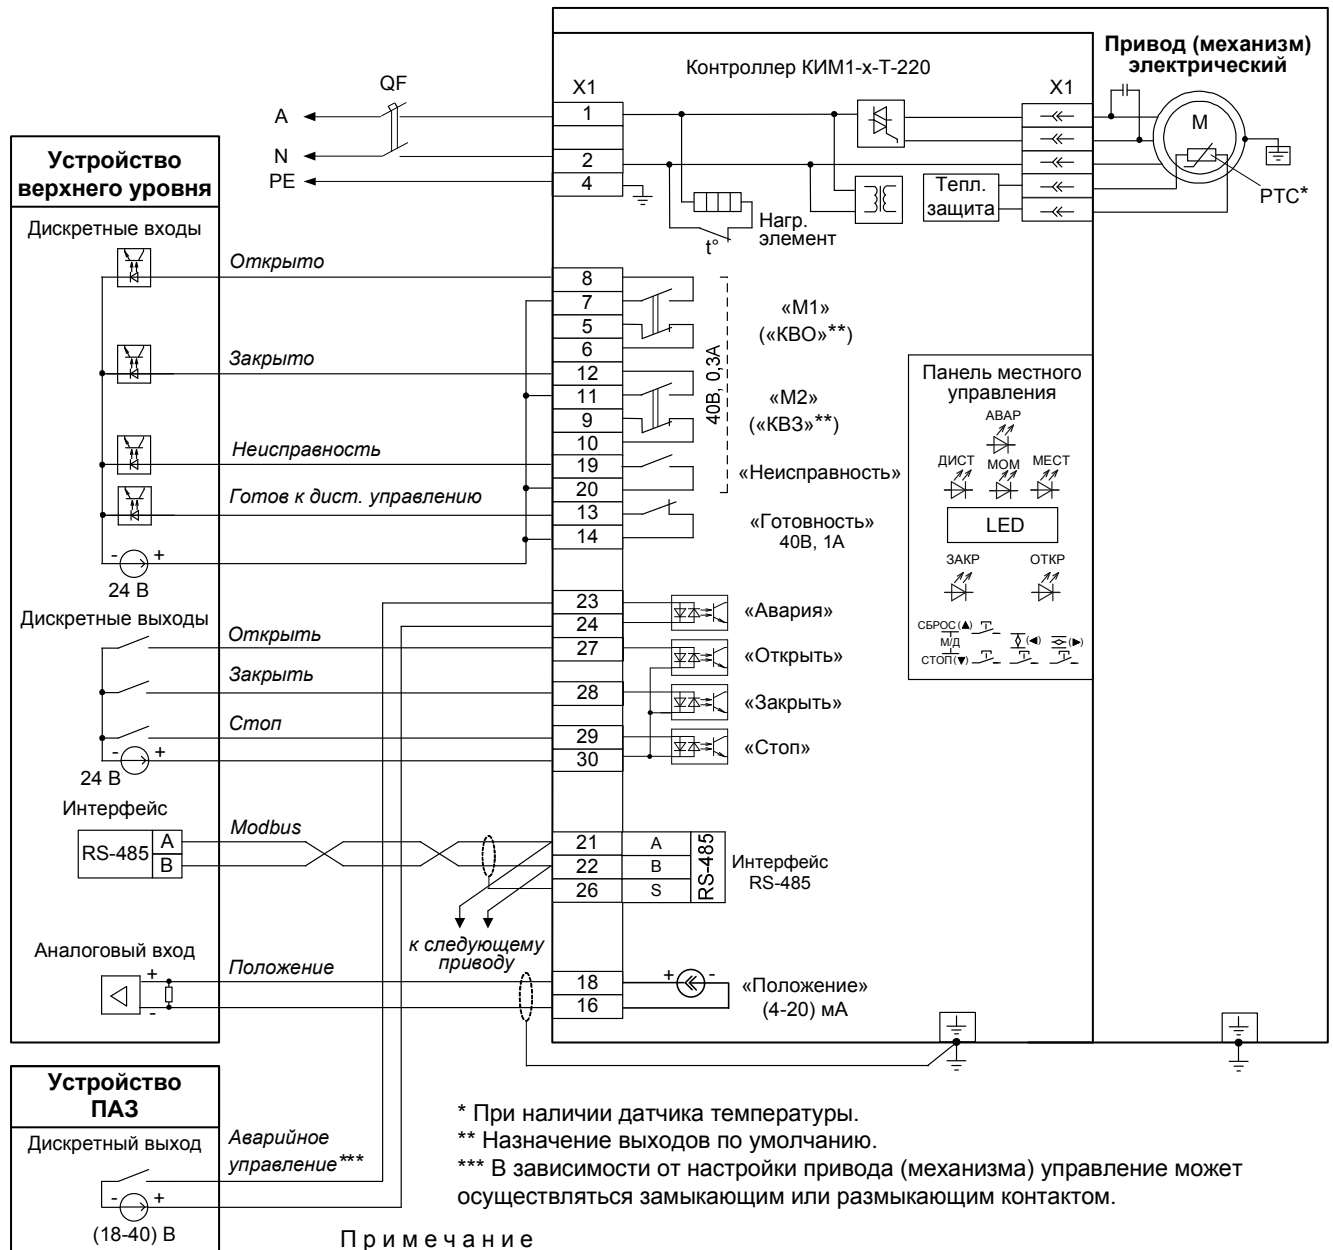 Привод (механизм)
электрический
Контроллер КИМ1-х-Т-220
QF
X1
X1
A
1
M
N
2
PE
4
Тепл.
защита
PTC*
Нагр.
элемент
t°
Устройство
верхнего уровня
Дискретные входы
Открыто
8
7
«М1»
5
(«КВО»**)
6
Закрыто
12
11
«М2»
9
(«КВЗ»**)
10
40В, 0,3А
Неисправность
19
«Неисправность»
20
Готов к дист. управлению
13
«Готовность»
14
40В, 1А
- +
24 В
Панель местного
управления
АВАР
ДИСТ МОМ МЕСТ
LED
ЗАКР ОТКР
СБРОС(▲)
М/Д (◀) (▶)
СТОП(▼)
Дискретные выходы
23
«Авария»
24
Открыть
27
«Открыть»
Закрыть
28
«Закрыть»
Стоп
29
«Стоп»
30
- +
24 В
Интерфейс
RS-485 A
B
Modbus
21 A
22 B
26 S
RS-485
Интерфейс
RS-485
к следующему
приводу
Аналоговый вход
+
-
Положение
18
16
+ -
«Положение»
(4-20) мА
Устройство
ПАЗ
Дискретный выход
- +
(18-40) В
Аварийное
управление***
* При наличии датчика температуры.
** Назначение выходов по умолчанию.
*** В зависимости от настройки привода (механизма) управление может
осуществляться замыкающим или размыкающим контактом.
Примечание